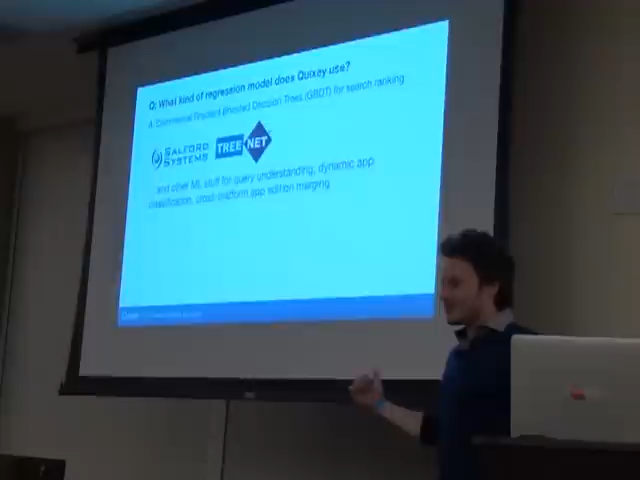 Q: What kind of regression model does Quixey use?
A: Commercial Gradient Boosted Decision Trees (GBDT) for search ranking
SALFORD SYSTEMS
TREE NET
and other ML stuff for query understanding, dynamic app
classification, cross-platform app edition merging